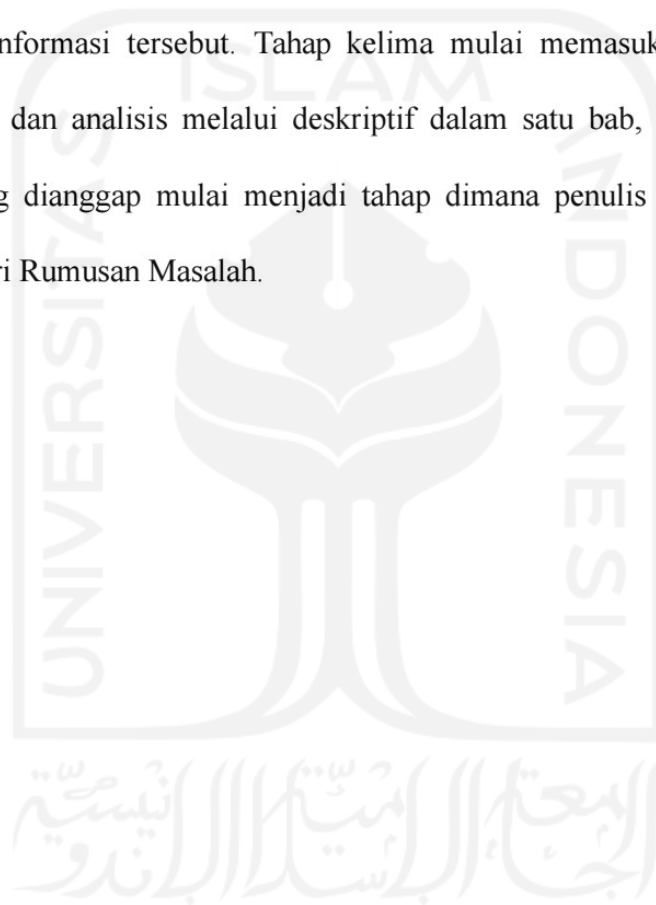 ISLAM
nformasi tersebut. Tahap kelima mulai memasuk
dan analisis melalui deskriptif dalam satu bab,
g dianggap mulai menjadi tahap dimana penulis
ri Rumusan Masalah.
UNIVERSITAS
INDONESIA